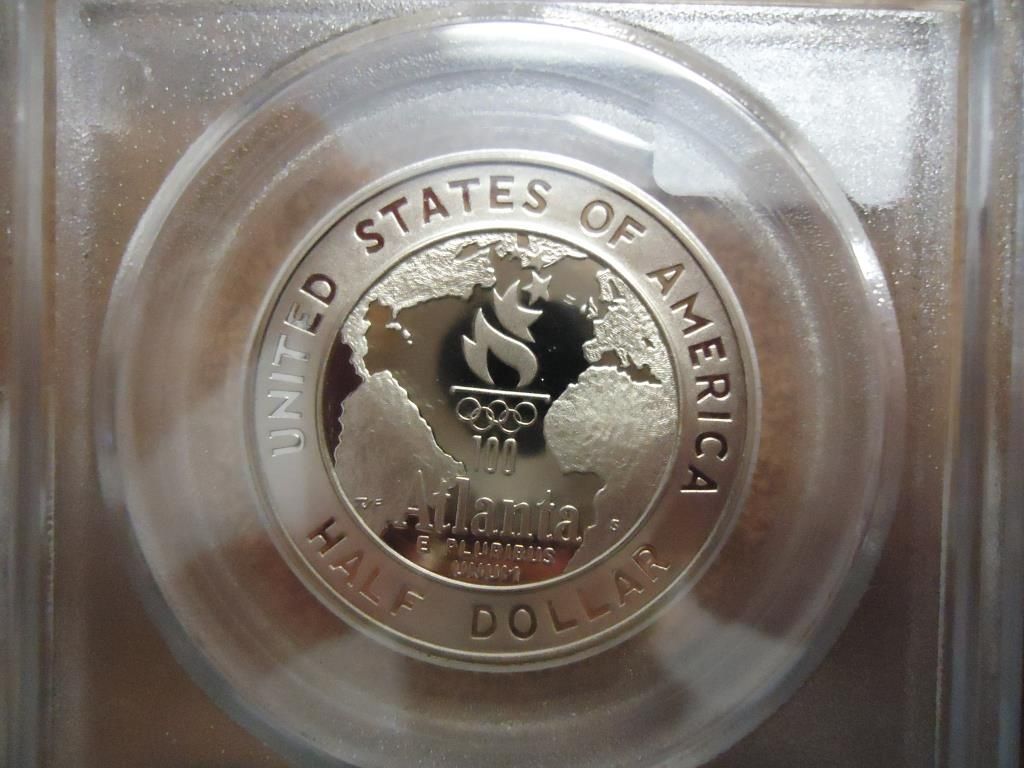 UNITED STATES OF AMERICA
100
Atlanta
E PLURIBUS
UNUM
S
HALF DOLLAR